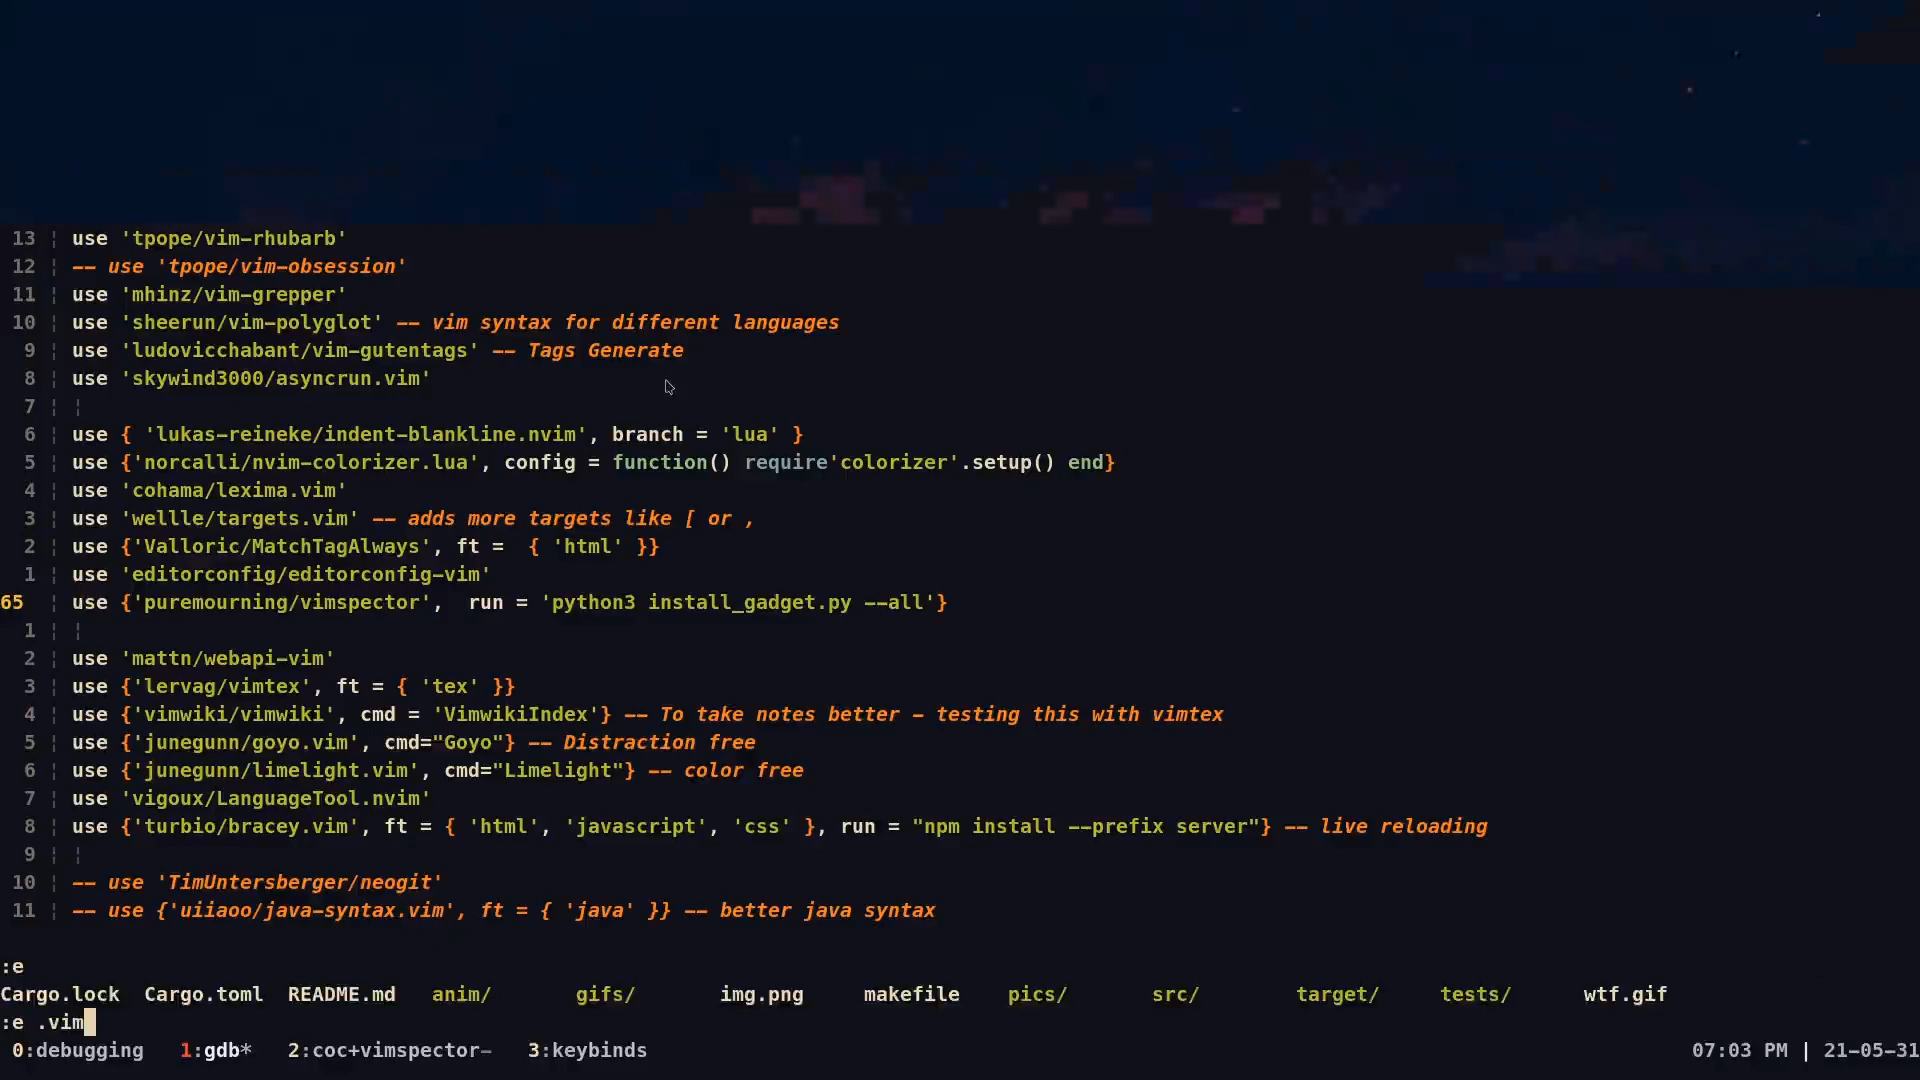 13 ¦ use 'tpope/vim-rhubarb'
12 ¦ -- use 'tpope/vim-obsession'
11 ¦ use 'mhinz/vim-grepper'
10 ¦ use 'sheerun/vim-polyglot' -- vim syntax for different languages
9 ¦ use 'ludovicchabant/vim-gutentags' -- Tags Generate
8 ¦ use 'skywind3000/asyncrun.vim'
7 ¦ ¦
6 ¦ use { 'lukas-reineke/indent-blankline.nvim', branch = 'lua' }
5 ¦ use {'norcalli/nvim-colorizer.lua', config = function() require'colorizer'.setup() end}
4 ¦ use 'cohama/lexima.vim'
3 ¦ use 'wellle/targets.vim' -- adds more targets like [ or ,
2 ¦ use {'Valloric/MatchTagAlways', ft =  { 'html' }}
1 ¦ use 'editorconfig/editorconfig-vim'
65 ¦ use {'puremourning/vimspector',  run = 'python3 install_gadget.py --all'}
1 ¦ ¦
2 ¦ use 'mattn/webapi-vim'
3 ¦ use {'lervag/vimtex', ft = { 'tex' }}
4 ¦ use {'vimwiki/vimwiki', cmd = 'VimwikiIndex'} -- To take notes better - testing this with vimtex
5 ¦ use {'junegunn/goyo.vim', cmd="Goyo"} -- Distraction free
6 ¦ use {'junegunn/limelight.vim', cmd="Limelight"} -- color free
7 ¦ use 'vigoux/LanguageTool.nvim'
8 ¦ use {'turbio/bracey.vim', ft = { 'html', 'javascript', 'css' }, run = "npm install --prefix server"} -- live reloading
9 ¦ ¦
10 ¦ -- use 'TimUntersberger/neogit'
11 ¦ -- use {'uiiaoo/java-syntax.vim', ft = { 'java' }} -- better java syntax
:e
Cargo.lock Cargo.toml README.md anim/ gifs/ img.png makefile pics/ src/ target/ tests/ wtf.gif
:e .vim
0:debugging 1:gdb* 2:coc+vimspector- 3:keybinds 07:03 PM | 21-05-31